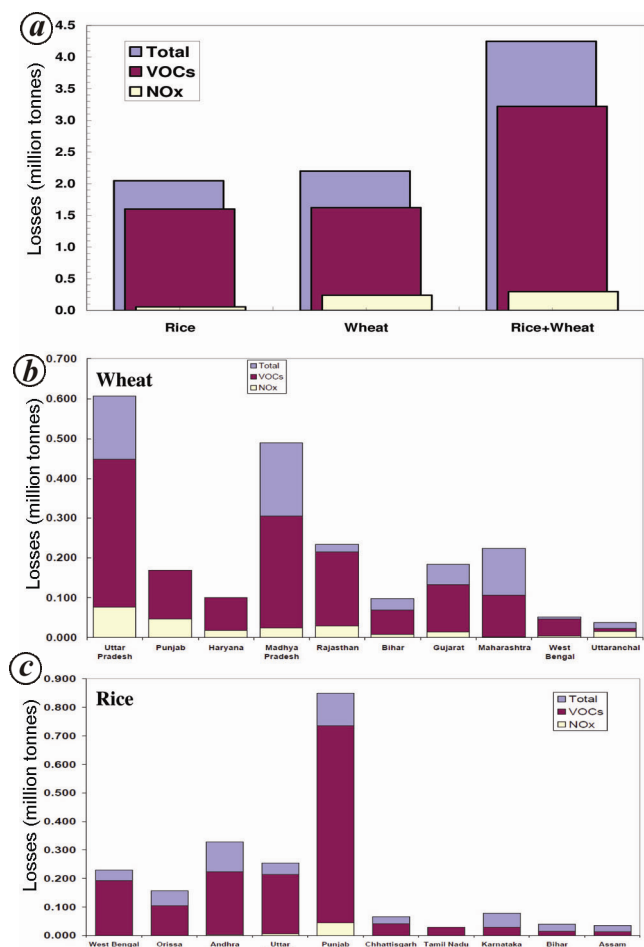 a
Total
VOCs
NOx
Losses (million tonnes)
4.5
4.0
3.5
3.0
2.5
2.0
1.5
1.0
0.5
0.0
Rice Wheat Rice+Wheat
b
Wheat
Total
VOCs
NOx
Losses (million tonnes)
0.700
0.600
0.500
0.400
0.300
0.200
0.100
0.000
Uttar Punjab Haryana Madhya Rajasthan Bihar Gujarat Maharashtra West Uttaranchal
Pradesh Pradesh Bengal
c
Rice
Total
VOCs
NOx
Losses (million tonnes)
0.900
0.800
0.700
0.600
0.500
0.400
0.300
0.200
0.100
0.000
West Bengal Orissa Andhra Uttar Punjab Chhattisgarh Tamil Nadu Karnataka Bihar Assam